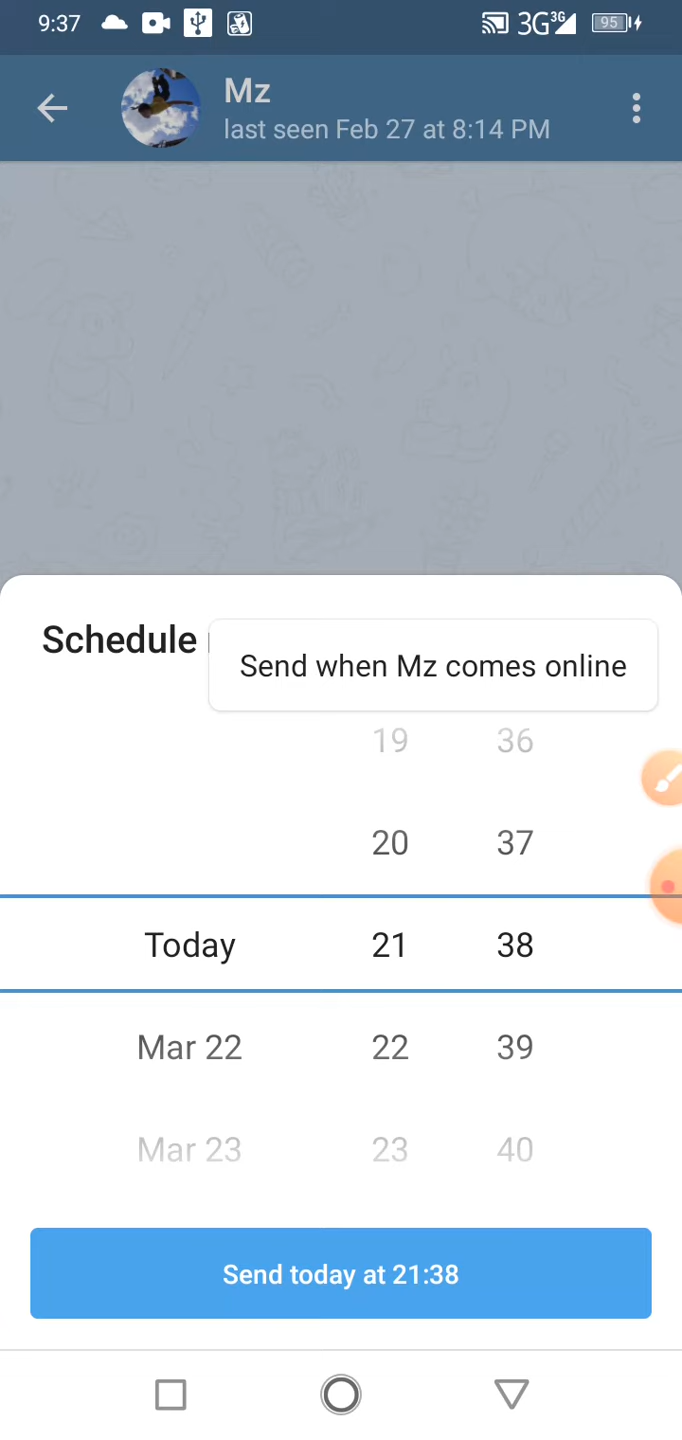 9:37 3G 3G 95
Mz
last seen Feb 27 at 8:14 PM
Schedule
Send when Mz comes online
19 36
20 37
Today 21 38
Mar 22 22 39
Mar 23 23 40
Send today at 21:38